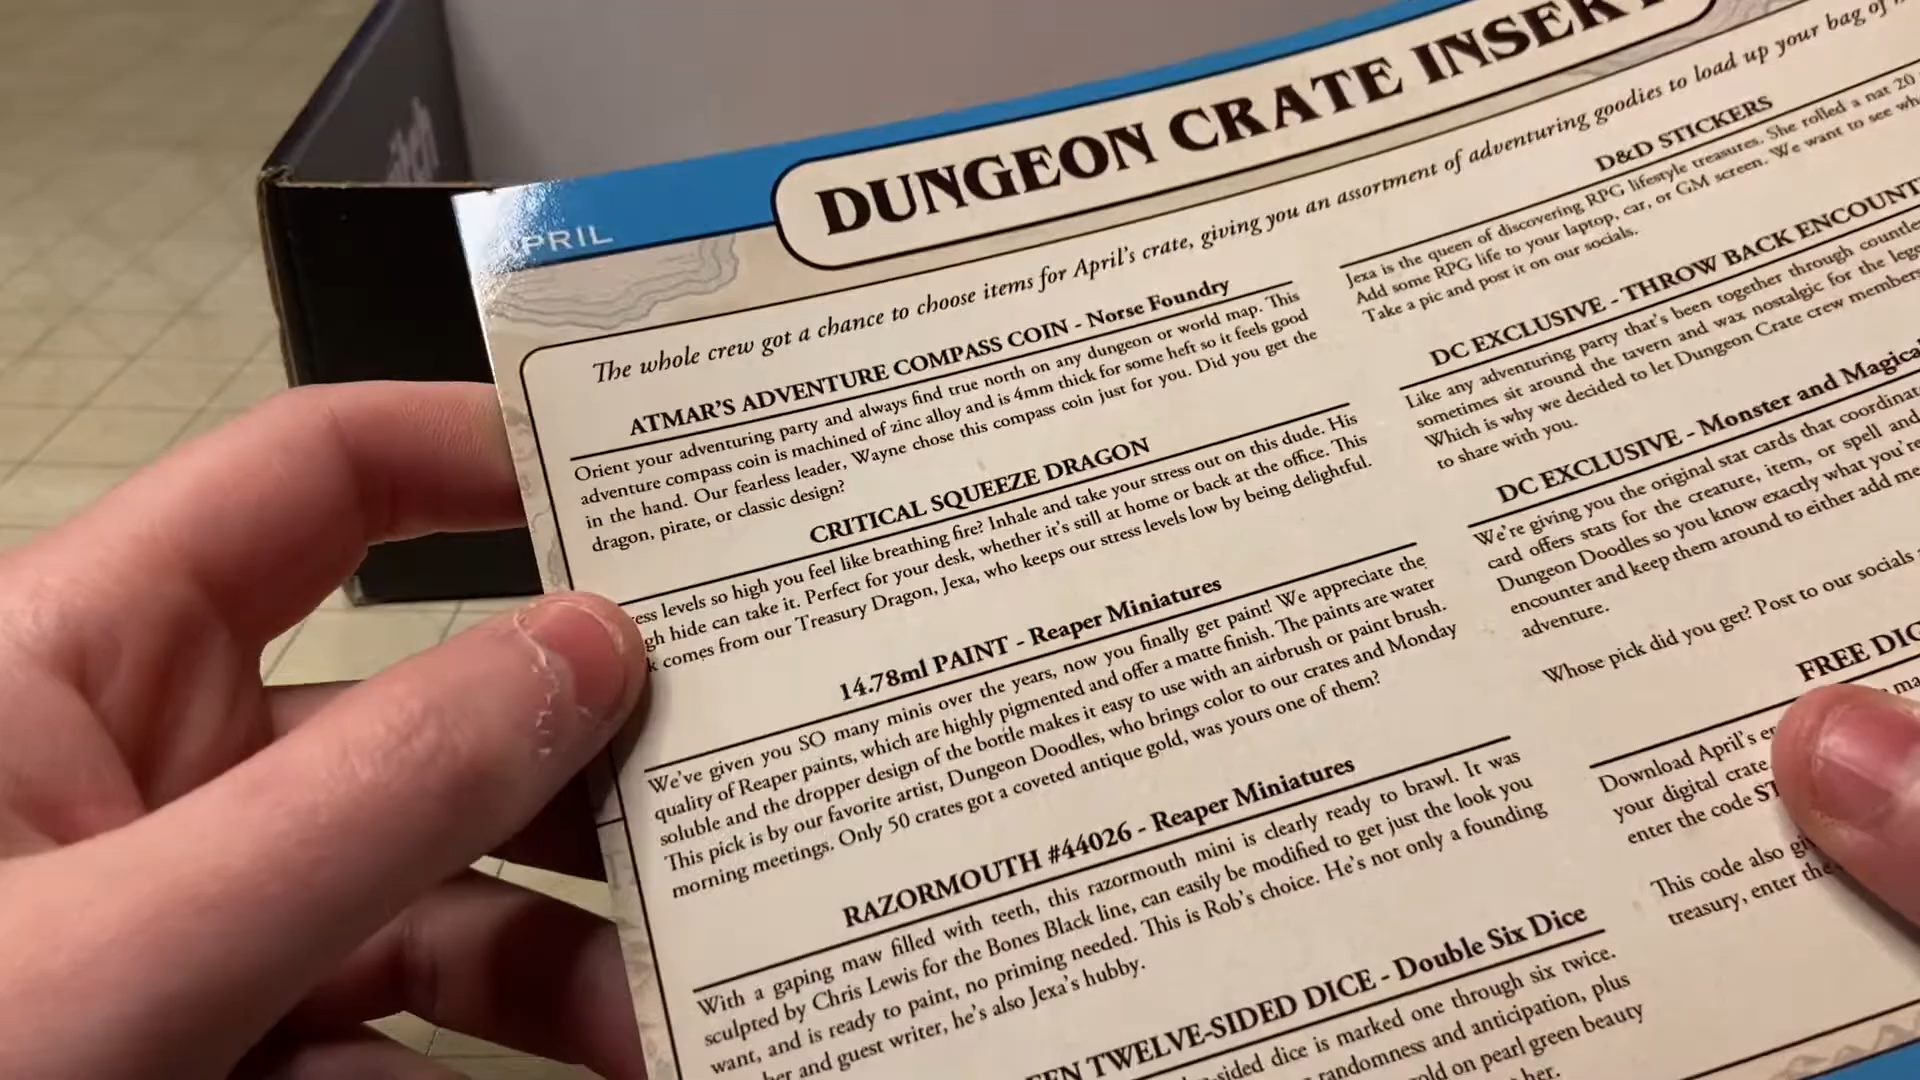 APRIL
DUNGEON CRATE INSERT
The whole crew got a chance to choose items for April's crate, giving you an assortment of adventuring goodies to load up your bag of
ATMAR'S ADVENTURE COMPASS COIN - Norse Foundry
Orient your adventuring party and always find true north on any dungeon or world map. This
adventure compass coin is machined of zinc alloy and is 4mm thick for some heft so it feels good
in the hand. Our fearless leader, Wayne chose this compass coin just for you. Did you get the
dragon, pirate, or classic design?
CRITICAL SQUEEZE DRAGON
levels so high you feel like breathing fire? Inhale and take your stress out on this dude. His
hide can take it. Perfect for your desk, whether it's still at home or back at the office. This
comes from our Treasury Dragon, Jexa, who keeps our stress levels low by being delightful.
14.78ml PAINT - Reaper Miniatures
We've given you SO many minis over the years, now you finally get paint! We appreciate the
quality of Reaper paints, which are highly pigmented and offer a matte finish. The paints are water
soluble and the dropper design of the bottle makes it easy to use with an airbrush or paint brush.
This pick is by our favorite artist, Dungeon Doodles, who brings color to our crates and Monday
morning meetings. Only 50 crates got a coveted antique gold, was yours one of them?
RAZORMOUTH #44026 - Reaper Miniatures
With a gaping maw filled with teeth, this razormouth mini is clearly ready to brawl. It was
sculpted by Chris Lewis for the Bones Black line, can easily be modified to get just the look you
want, and is ready to paint, no priming needed. This is Rob's choice. He's not only a founding
and guest writer, he's also Jexa's hubby.
TWELVE-SIDED DICE - Double Six Dice
-sided dice is marked one through six twice.
randomness and anticipation, plus
on pearl green beauty
her.
D&D STICKERS
Jexa is the queen of discovering RPG lifestyle treasures. She rolled a nat 20
Add some RPG life to your laptop, car, or GM screen. We want to see
Take a pic and post it on our socials.
DC EXCLUSIVE - THROW BACK ENCOUNT
Like any adventuring party that's been together through
sometimes sit around the tavern and wax nostalgic for the
Which is why we decided to let Dungeon Crate crew members
to share with you.
DC EXCLUSIVE - Monster and Magical
We're giving you the original stat cards that
card offers stats for the creature, item, or spell and
Dungeon Doodles so you know exactly what you're
encounter and keep them around to either add
adventure.
Whose pick did you get? Post to our socials
FREE
Download April's
your digital crate
enter the code
This code also
treasury, enter the